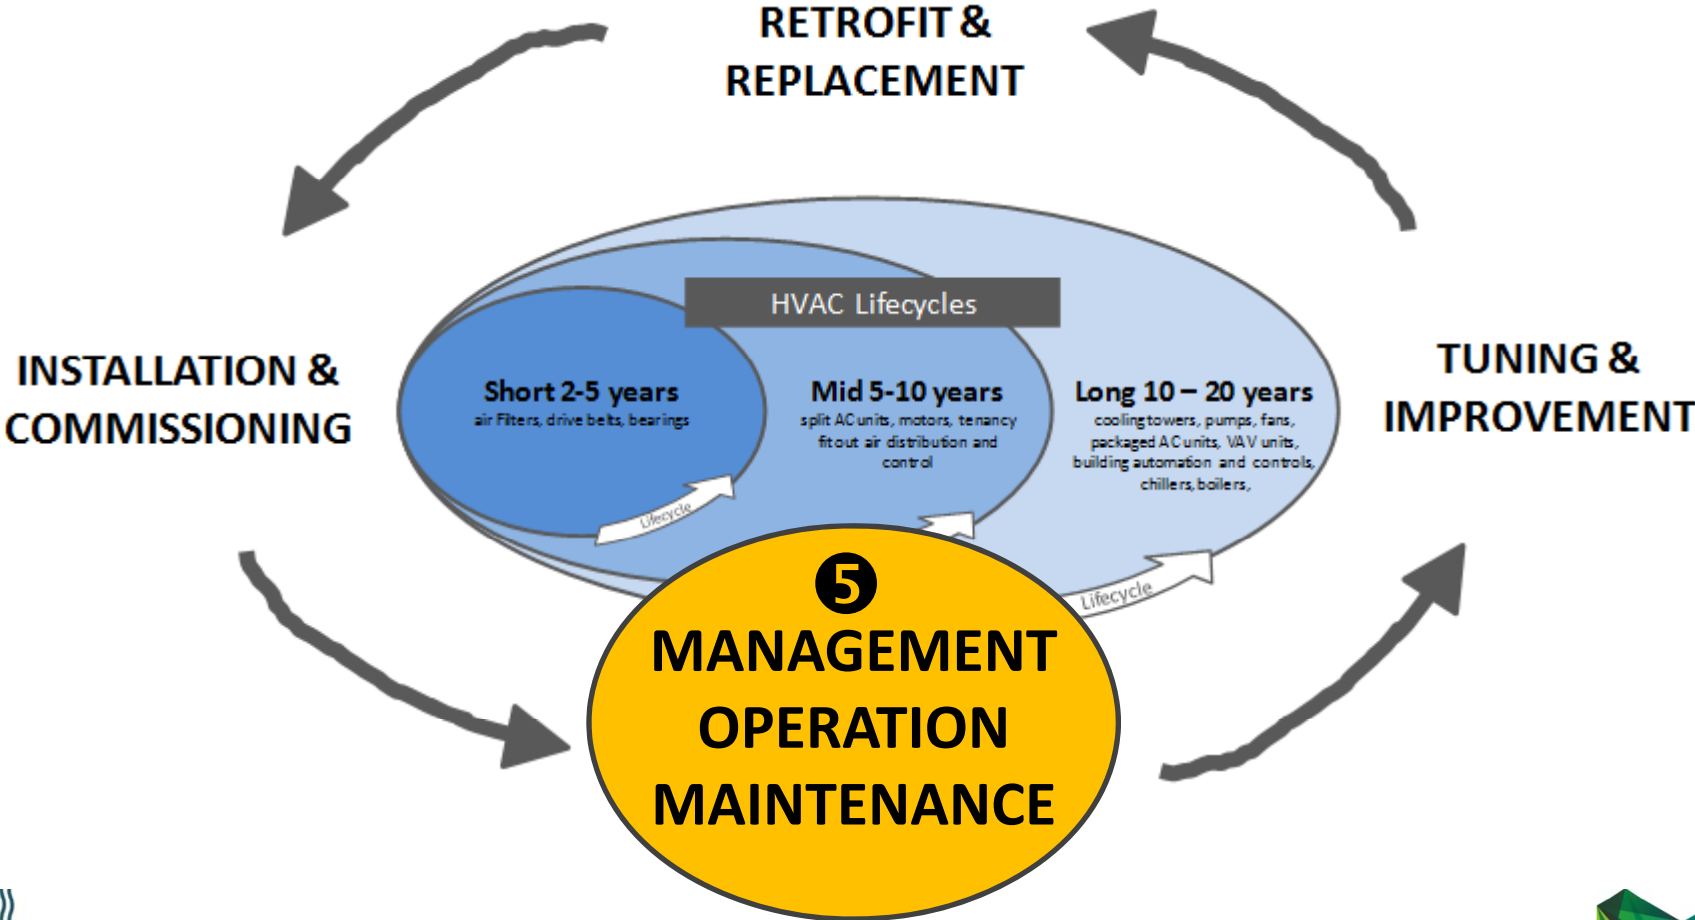 RETROFIT &
REPLACEMENT
HVAC Lifecycles
INSTALLATION &
COMMISSIONING
Short 2-5 years
air Filters, drive belts, bearings
Mid 5-10 years
split AC units, motors, tenancy
fitout air distribution and
control
Long 10 – 20 years
cooling towers, pumps, fans,
packaged AC units, VAV units,
building automation and controls,
chillers, boilers,
TUNING &
IMPROVEMENT
Lifecycle
Lifecycle
5
MANAGEMENT
OPERATION
MAINTENANCE